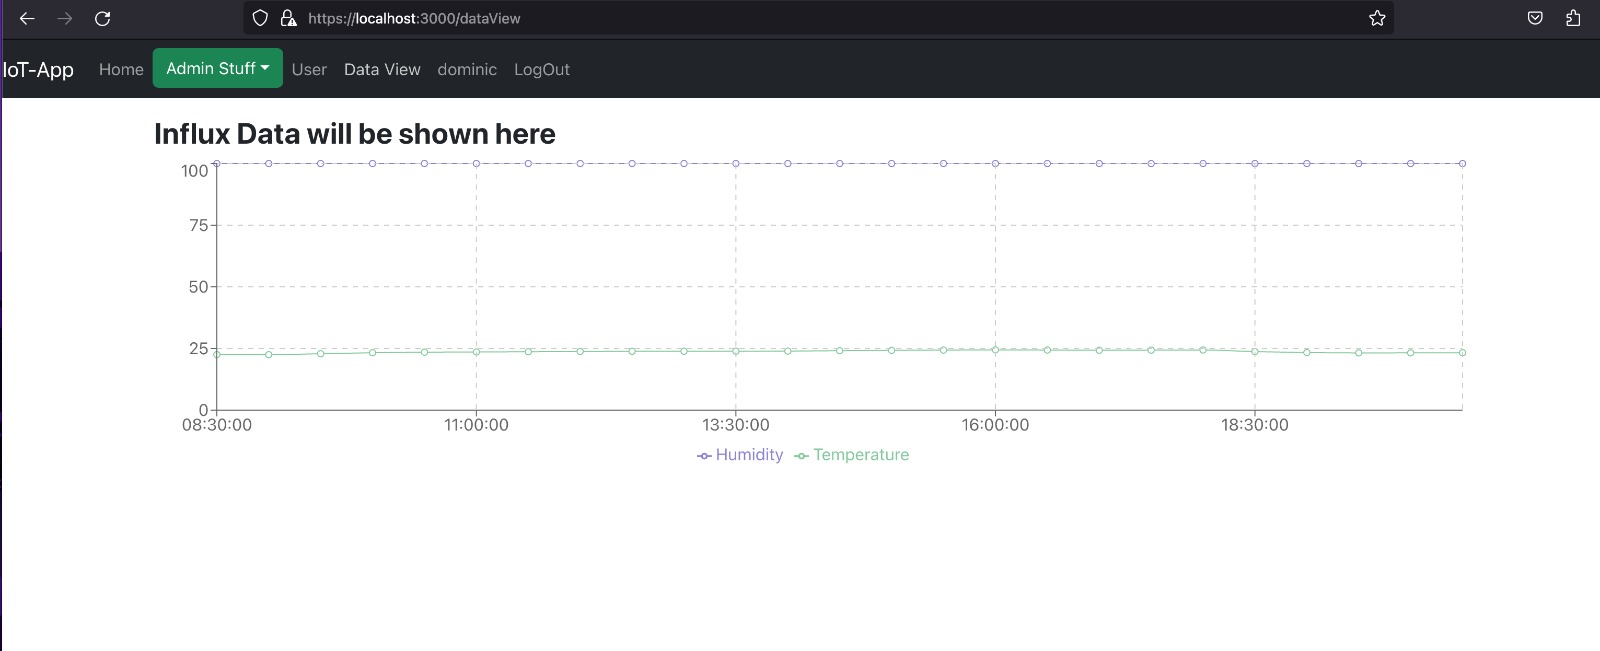 https://localhost:3000/dataView
IoT-App Home Admin Stuff User Data View dominic LogOut
Influx Data will be shown here
100
75
50
25
0
08:30:00 11:00:00 13:30:00 16:00:00 18:30:00
Humidity Temperature